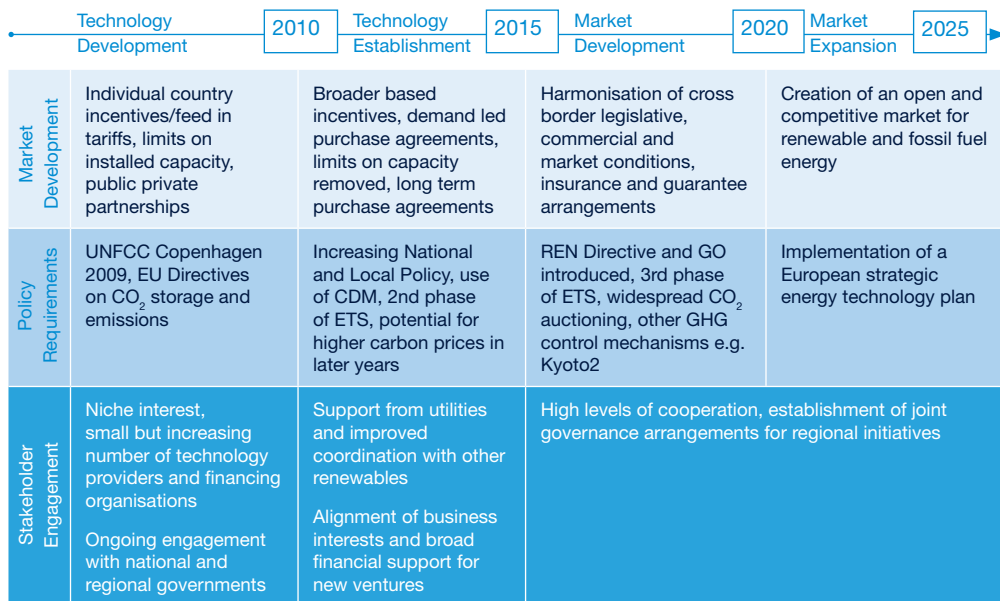 Technology
Development
2010
Technology
Establishment
2015
Market
Development
2020
Market
Expansion
2025
Market
Development
Individual country
incentives/feed in
tariffs, limits on
installed capacity,
public private
partnerships
Broader based
incentives, demand led
purchase agreements,
limits on capacity
removed, long term
purchase agreements
Harmonisation of cross
border legislative,
commercial and
market conditions,
insurance and guarantee
arrangements
Creation of an open and
competitive market for
renewable and fossil fuel
energy
Policy
Requirements
UNFCC Copenhagen
2009, EU Directives
on CO₂ storage and
emissions
Increasing National
and Local Policy, use
of CDM, 2nd phase
of ETS, potential for
higher carbon prices in
later years
REN Directive and GO
introduced, 3rd phase
of ETS, widespread CO₂
auctioning, other GHG
control mechanisms e.g.
Kyoto2
Implementation of a
European strategic
energy technology plan
Stakeholder
Engagement
Niche interest,
small but increasing
number of technology
providers and financing
organisations
Ongoing engagement
with national and
regional governments
Support from utilities
and improved
coordination with other
renewables
Alignment of business
interests and broad
financial support for
new ventures
High levels of cooperation, establishment of joint
governance arrangements for regional initiatives